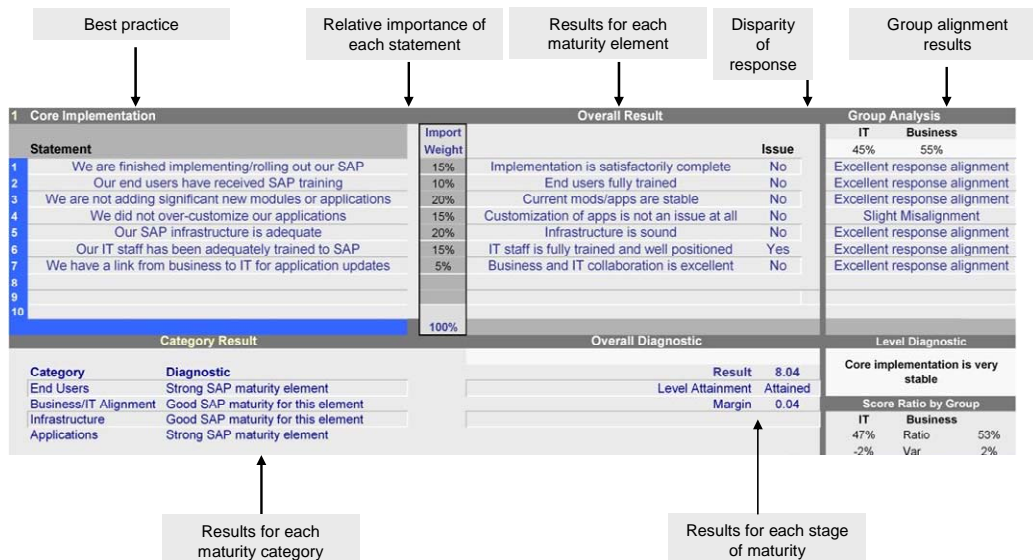 Best practice
Relative importance of
each statement
Results for each
maturity element
Disparity
of
response
Group alignment
results
1 Core Implementation Overall Result Group Analysis
Import IT Business
Statement Weight Issue 45% 55%
1 We are finished implementing/rolling out our SAP 15% Implementation is satisfactorily complete No Excellent response alignment
2 Our end users have received SAP training 10% End users fully trained No Excellent response alignment
3 We are not adding significant new modules or applications 20% Current mods/apps are stable No Excellent response alignment
4 We did not over-customize our applications 15% Customization of apps is not an issue at all No Slight Misalignment
5 Our SAP infrastructure is adequate 20% Infrastructure is sound No Excellent response alignment
6 Our IT staff has been adequately trained to SAP 15% IT staff is fully trained and well positioned Yes Excellent response alignment
7 We have a link from business to IT for application updates 5% Business and IT collaboration is excellent No Excellent response alignment
8
9
10
100%
Category Result Overall Diagnostic Level Diagnostic
Category Diagnostic Result 8.04 Core implementation is very
stable
End Users Strong SAP maturity element Level Attainment Attained
Business/IT Alignment Good SAP maturity for this element Margin 0.04 Score Ratio by Group
Infrastructure Good SAP maturity for this element IT Business
Applications Strong SAP maturity element 47% Ratio 53%
-2% Var 2%
Results for each
maturity category
Results for each stage
of maturity